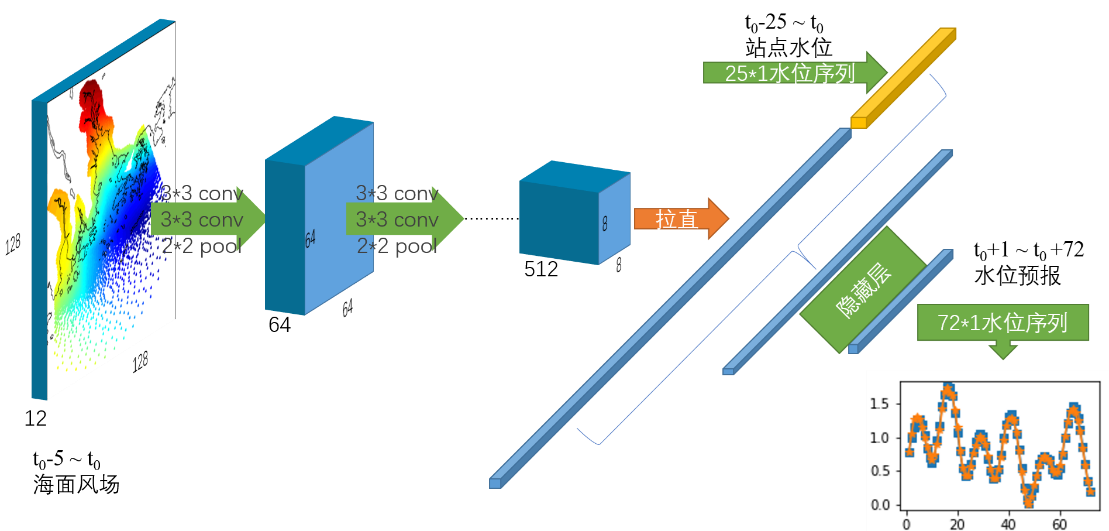 t0-25 ~ t0
站点水位
25*1水位序列
3*3 conv
3*3 conv
2*2 pool
3*3 conv
3*3 conv
2*2 pool
128
128
12
64
64
64
512
8
8
拉直
隐藏层
t0+1 ~ t0 +72
水位预报
72*1水位序列
t0-5 ~ t0
海面风场
1.5
1.0
0.5
0.0
0
20
40
60